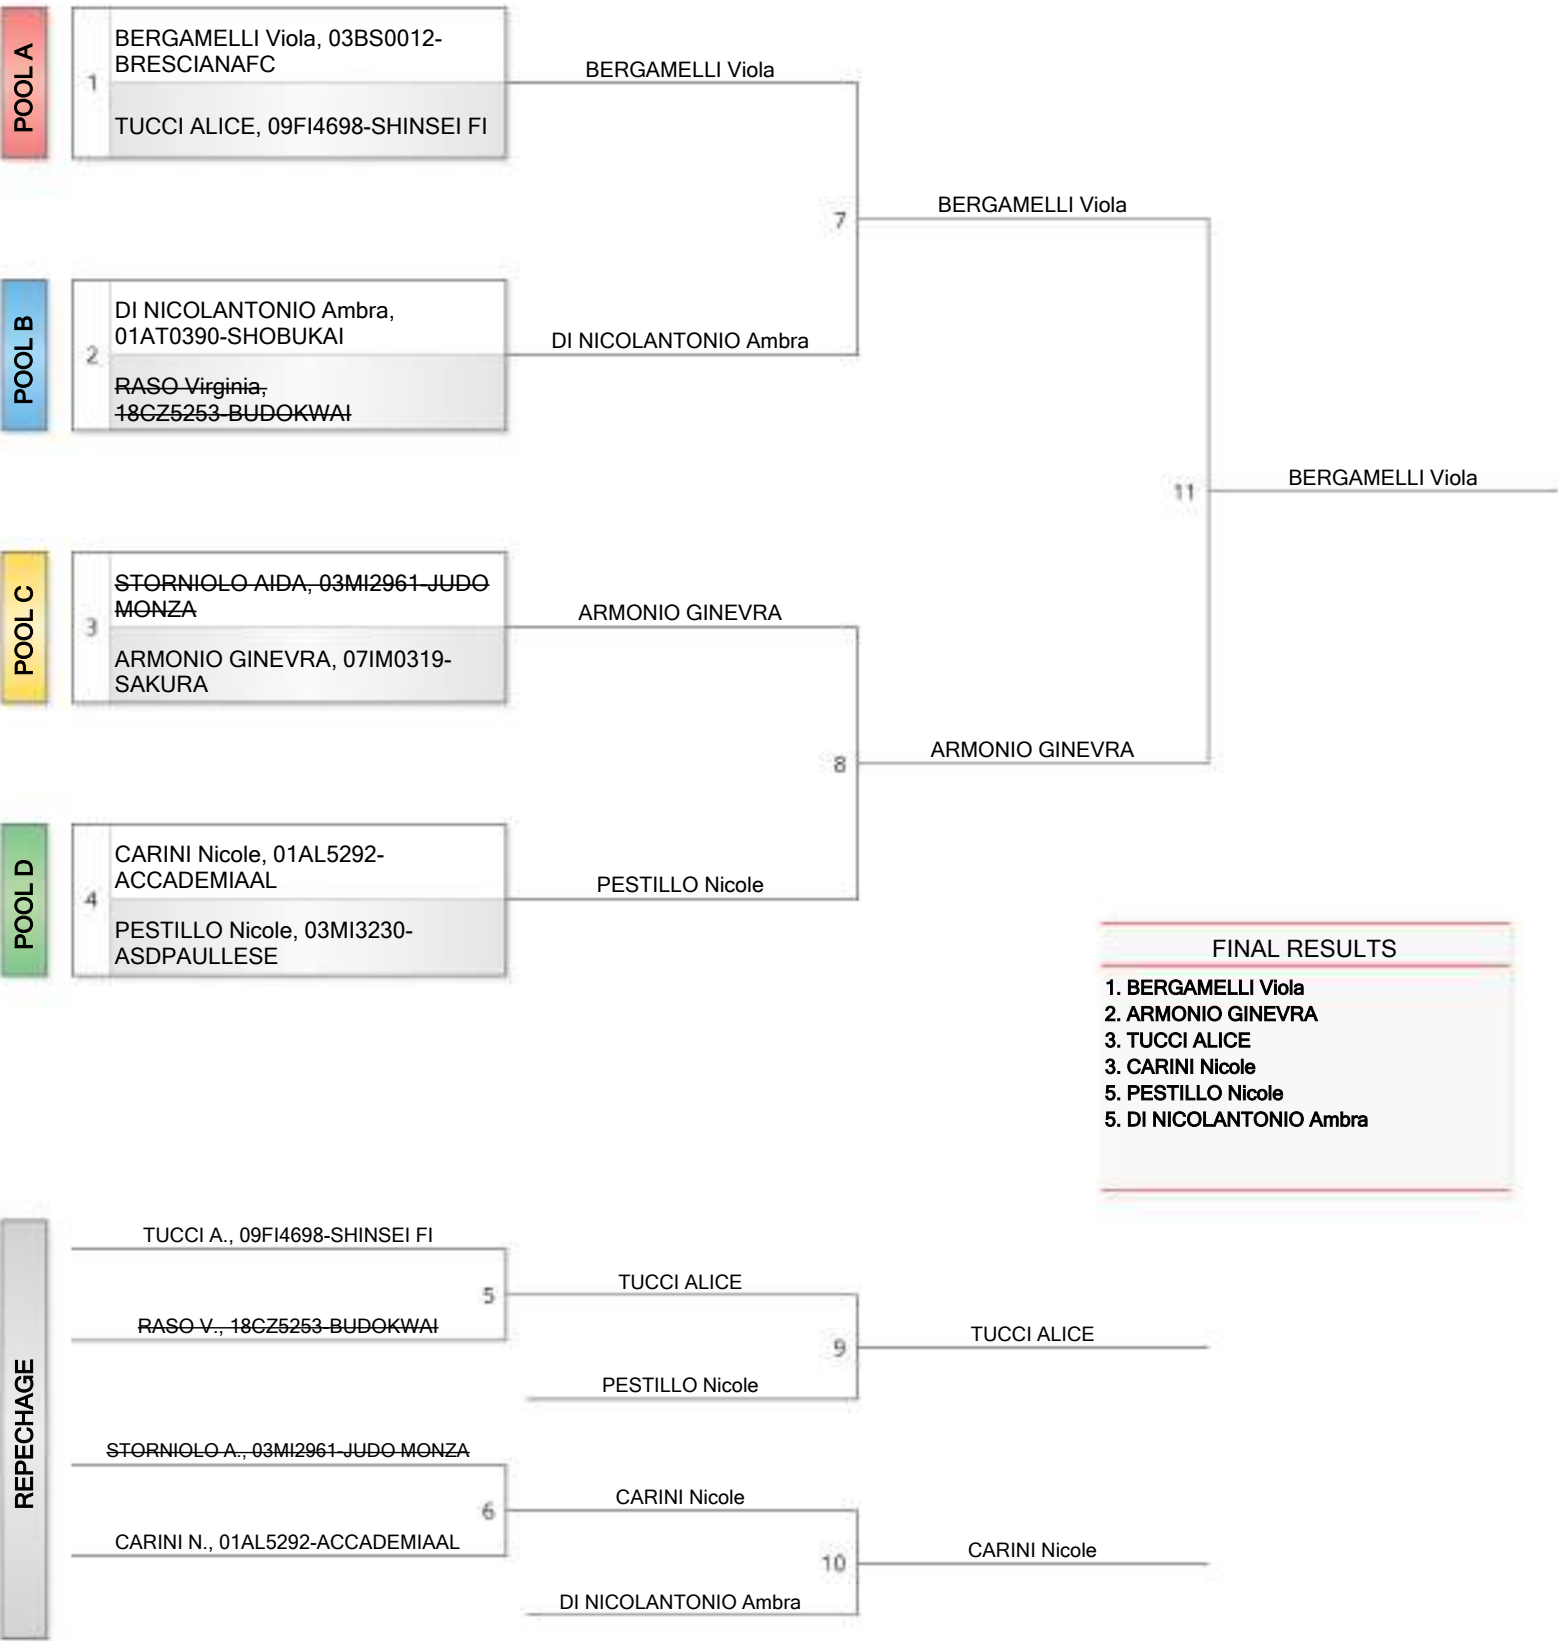 POOL A
1
BERGAMELLI Viola, 03BS0012-
BRESCIANAFC
TUCCI ALICE, 09FI4698-SHINSEI FI
BERGAMELLI Viola
7
BERGAMELLI Viola
POOL B
2
DI NICOLANTONIO Ambra,
01AT0390-SHOBUKAI
RASO Virginia,
18CZ5253-BUDOKWAI
DI NICOLANTONIO Ambra
11
BERGAMELLI Viola
POOL C
3
STORNIOLO AIDA, 03MI2961-JUDO
MONZA
ARMONIO GINEVRA, 07IM0319-
SAKURA
ARMONIO GINEVRA
8
ARMONIO GINEVRA
POOL D
4
CARINI Nicole, 01AL5292-
ACCADEMIAAL
PESTILLO Nicole, 03MI3230-
ASDPAULLESE
PESTILLO Nicole
FINAL RESULTS
1. BERGAMELLI Viola
2. ARMONIO GINEVRA
3. TUCCI ALICE
3. CARINI Nicole
5. PESTILLO Nicole
5. DI NICOLANTONIO Ambra
REPECHAGE
TUCCI A., 09FI4698-SHINSEI FI
5
RASO V., 18CZ5253-BUDOKWAI
TUCCI ALICE
9
PESTILLO Nicole
TUCCI ALICE
STORNIOLO A., 03MI2961-JUDO MONZA
6
CARINI N., 01AL5292-ACCADEMIAAL
CARINI Nicole
10
DI NICOLANTONIO Ambra
CARINI Nicole